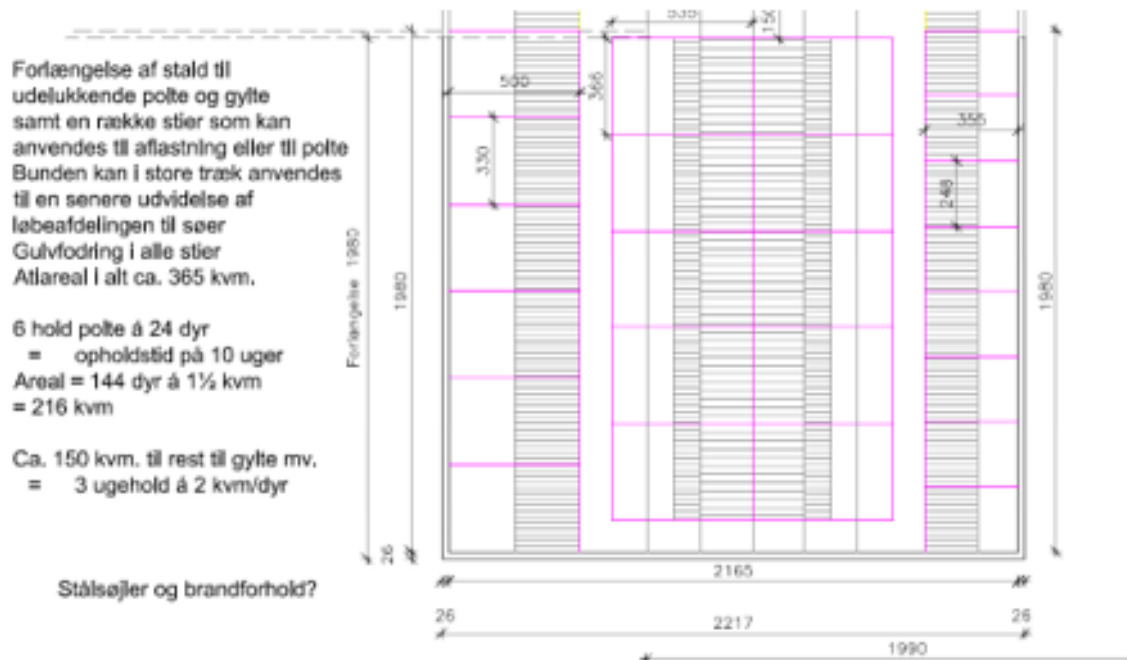 Forlængelse af stald til
udelukkende polte og gylte
samt en række stier som kan
anvendes til aflastning eller til polte
Bunden kan i store træk anvendes
til en senere udvidelse af
løbeafdelingen til søer
Gulvfodring i alle stier
Atlareal i alt ca. 365 kvm.
6 hold polte á 24 dyr
= opholdstid på 10 uger
Areal = 144 dyr á 1½ kvm
= 216 kvm
Ca. 150 kvm. til rest til gylte mv.
= 3 ugehold á 2 kvm/dyr
Stålsøjler og brandforhold?
Forlængelse 1980
1980
26
500
330
366
535
150
355
248
1980
2165
26
2217
26
1990